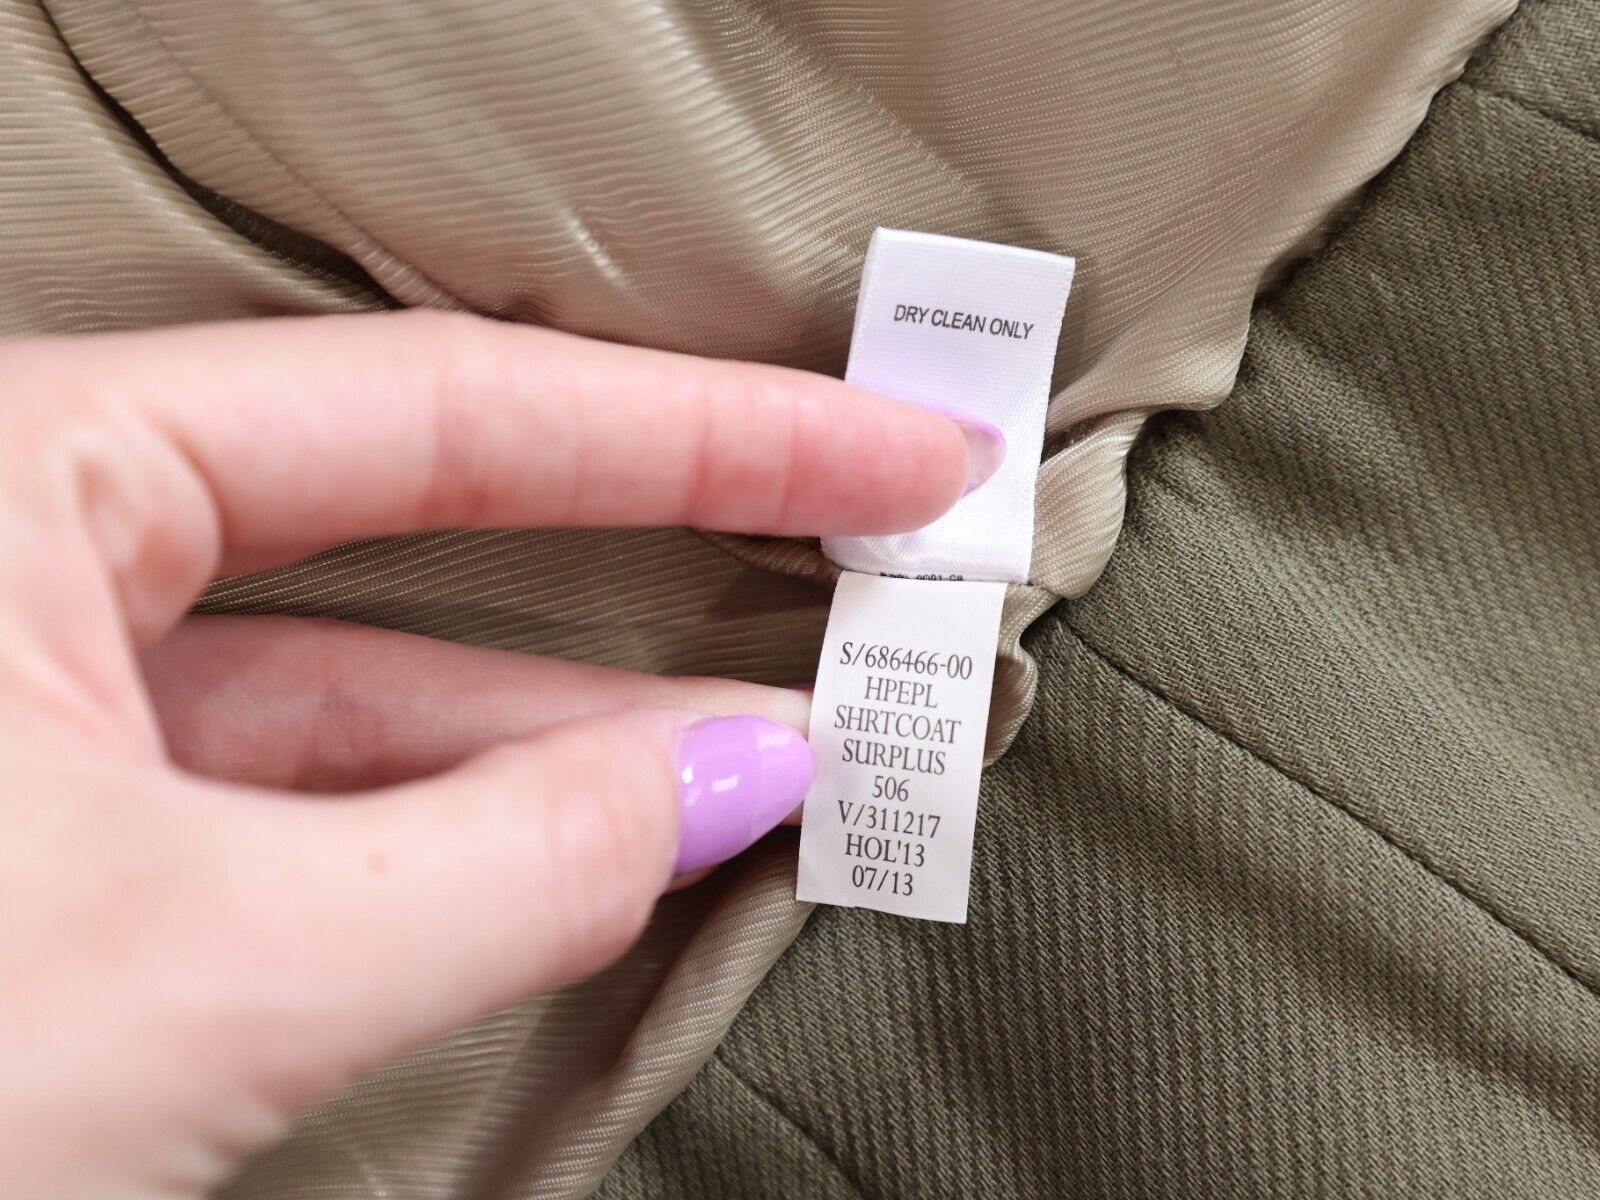 DRY CLEAN ONLY
S/686466-00
HPEPL
SHRTCOAT
SURPLUS
506
V/311217
HOL'13
07/13